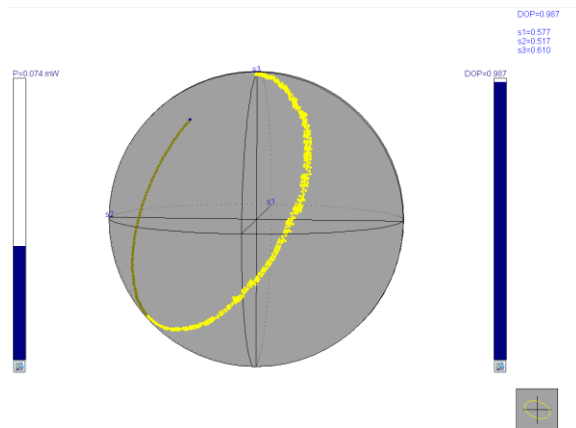 DOP=0.987
s1=0.577
s2=0.517
s3=0.610
P=0.074 mW
DOP=0.987
s3
s1
s2